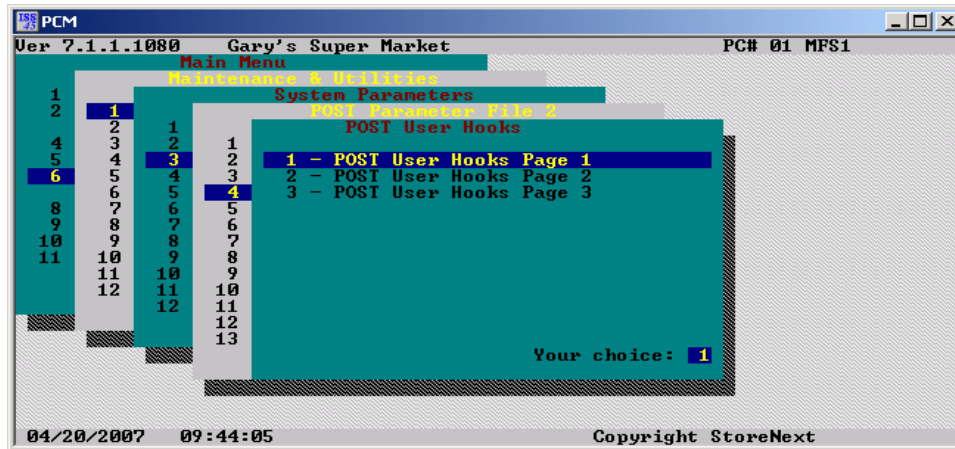 ISS 45 PCM
Ver 7.1.1.1080 Gary's Super Market PC# 01 MFS1
Main Menu
Maintenance & Utilities
1 System Parameters
2 1 POST Parameter File 2
2 1 POST User Hooks
4 3 2 1
5 4 3 2 1 - POST User Hooks Page 1
6 5 4 3 2 - POST User Hooks Page 2
6 5 4 3 - POST User Hooks Page 3
8 7 6 5
9 8 7 6
10 9 8 7
11 10 9 8
11 10 9
12 11 10
12 11
12
13
Your choice: 1
04/20/2007 09:44:05 Copyright StoreNext